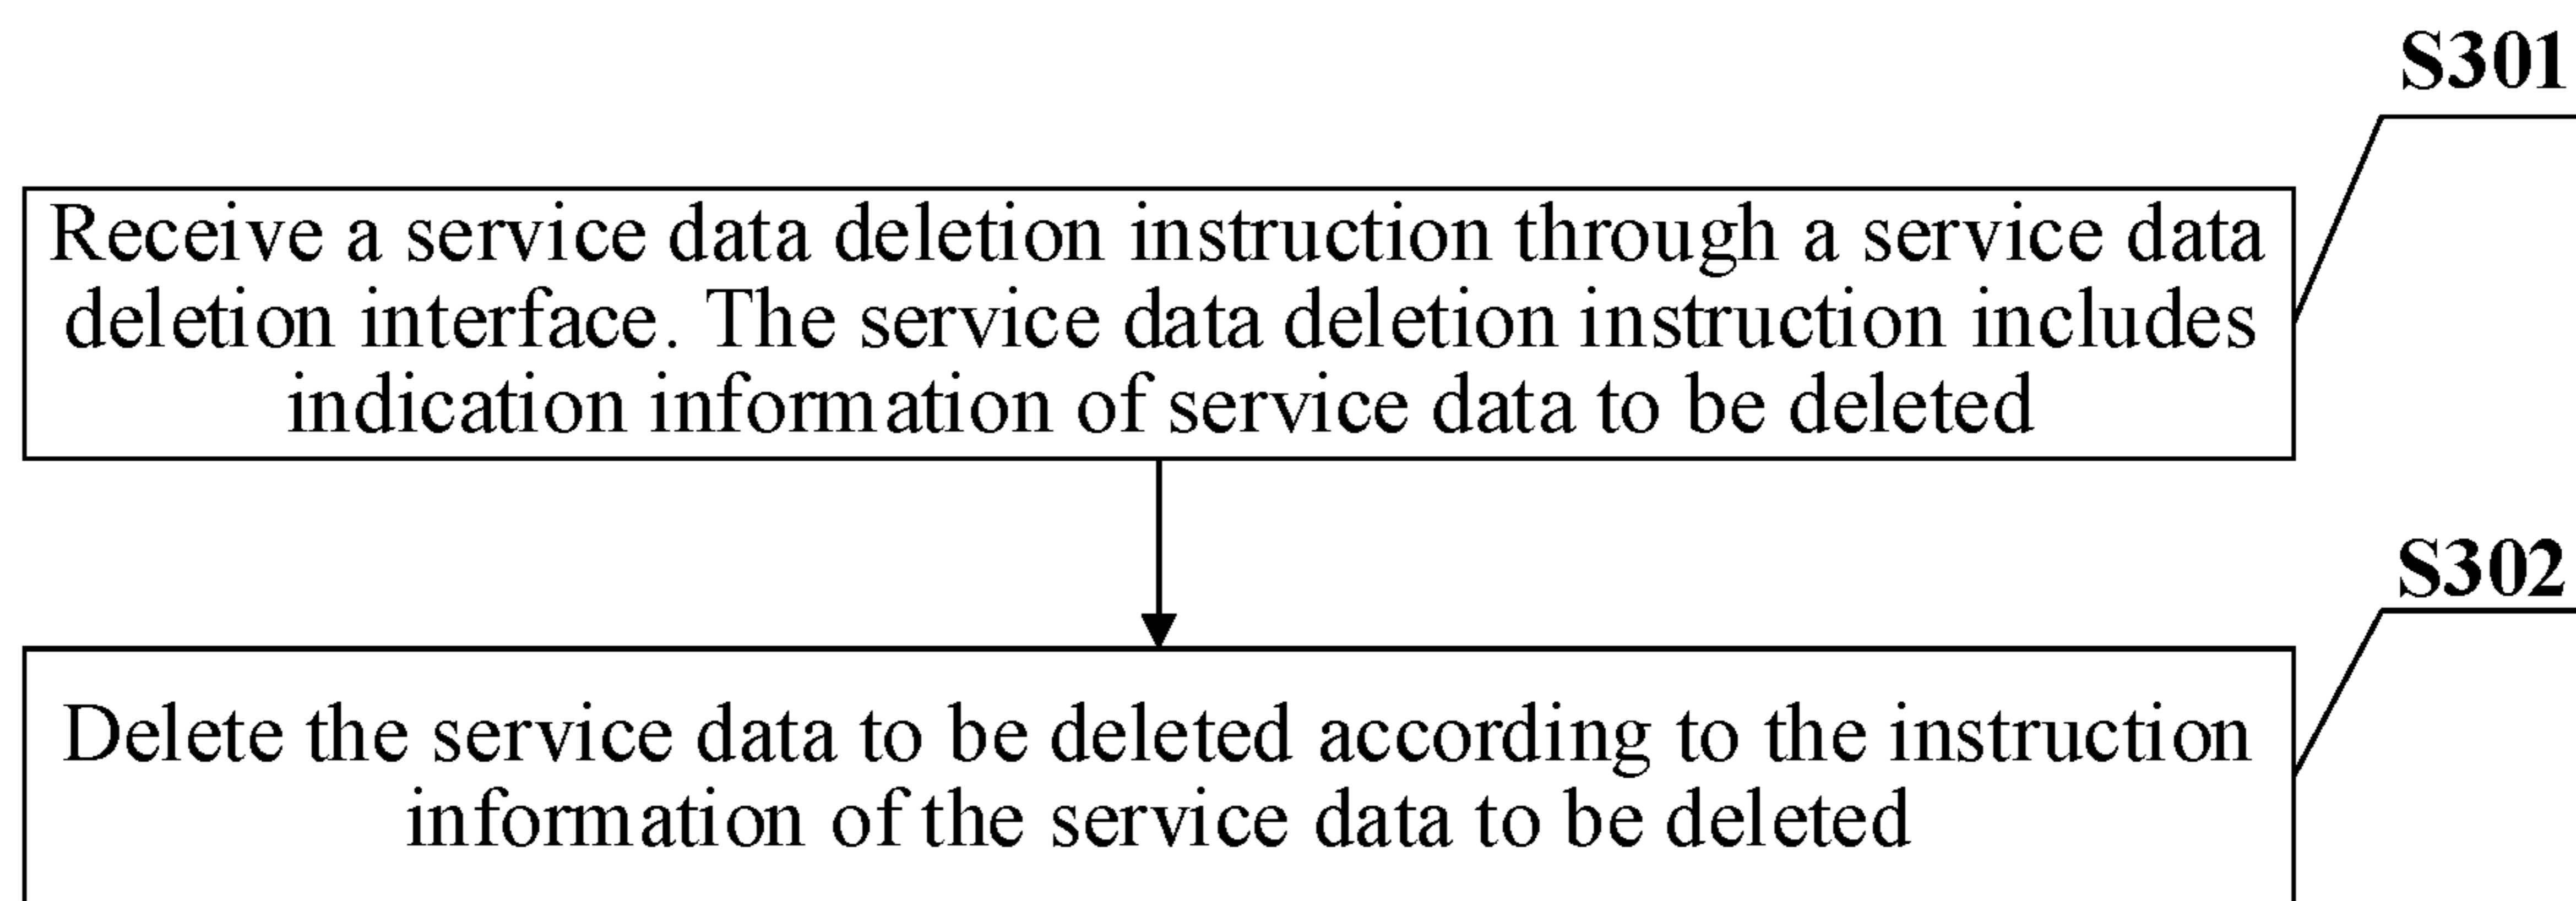 S301
Receive a service data deletion instruction through a service data
deletion interface. The service data deletion instruction includes
indication information of service data to be deleted
S302
Delete the service data to be deleted according to the instruction
information of the service data to be deleted